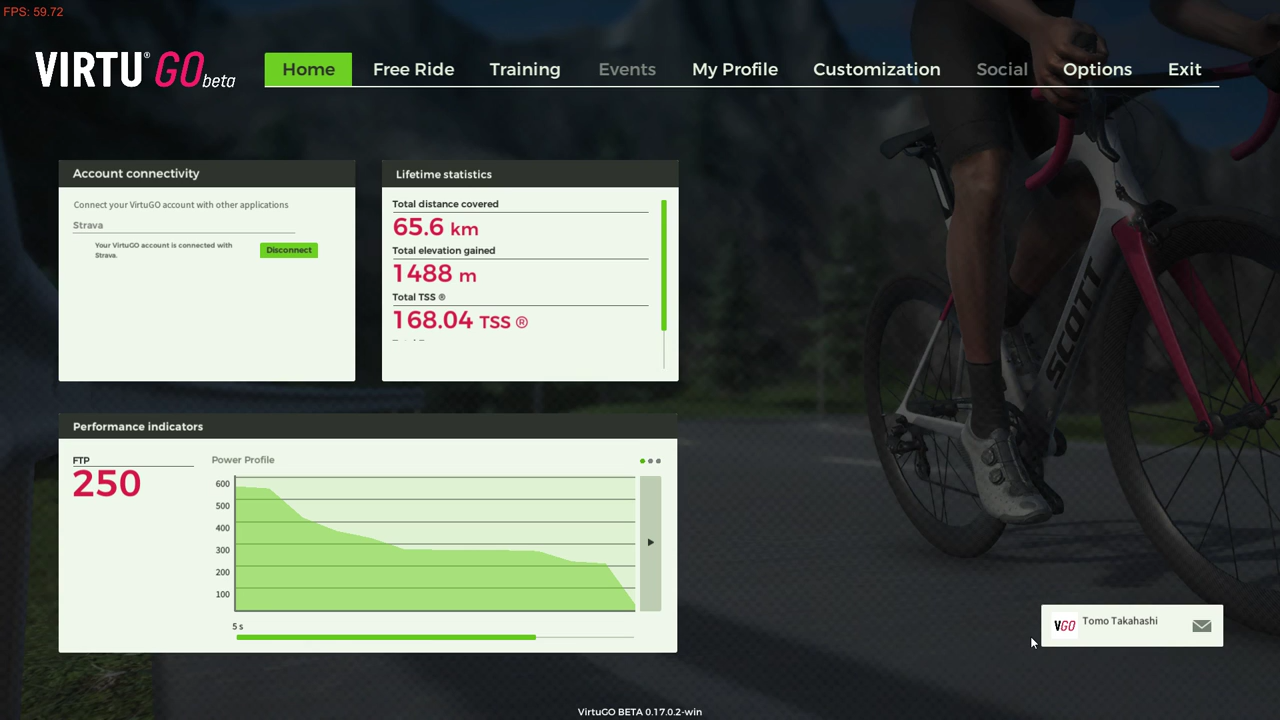 FPS: 59.72
VIRTU® GO beta
Home Free Ride Training Events My Profile Customization Social Options Exit
Account connectivity
Connect your VirtuGO account with other applications
Strava
Your VirtuGO account is connected with
Strava.
Disconnect
Lifetime statistics
Total distance covered
65.6 km
Total elevation gained
1488 m
Total TSS ®
168.04 TSS ®
SCOTT
Performance indicators
FTP
250
Power Profile
600
500
400
300
200
100
5 s
VGO Tomo Takahashi
VirtuGO BETA 0.17.0.2-win